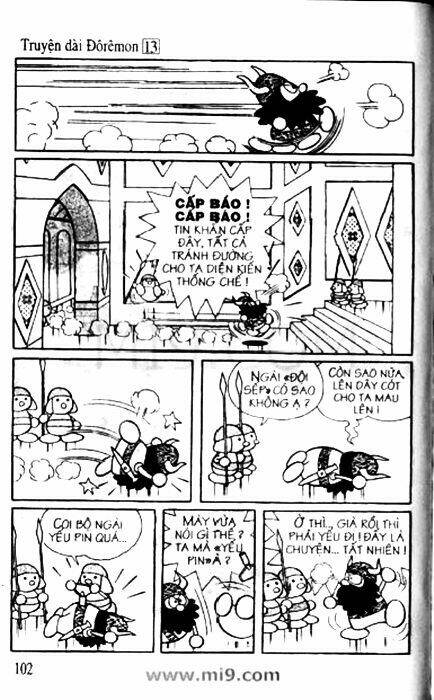 Truyện dài Đôrêmon 13
CẤP BÁO !
CẤP BÁO !
TIN KHẨN CẤP
ĐÂY, TẤT CẢ
TRÁNH ĐƯỜNG
CHO TA DIỆN KIẾN
THỐNG CHẾ !
NGÀI «ĐỘI
SẾP» CÓ SAO
KHÔNG Ạ ?
CÒN SAO NỮA,
LÊN DÂY CÓT
CHO TA MAU
LÊN !
COI BỘ NGÀI
YẾU PIN QUÁ...
MÀY VỪA
NÓI GÌ THẾ ?
TA MÀ «YẾU
PIN» À ?
Ờ THÌ.., GIÀ RỒI THÌ
PHẢI YẾU ĐI ! ĐẤY LÀ
CHUYỆN... TẤT NHIÊN !
102
www.mi9.com